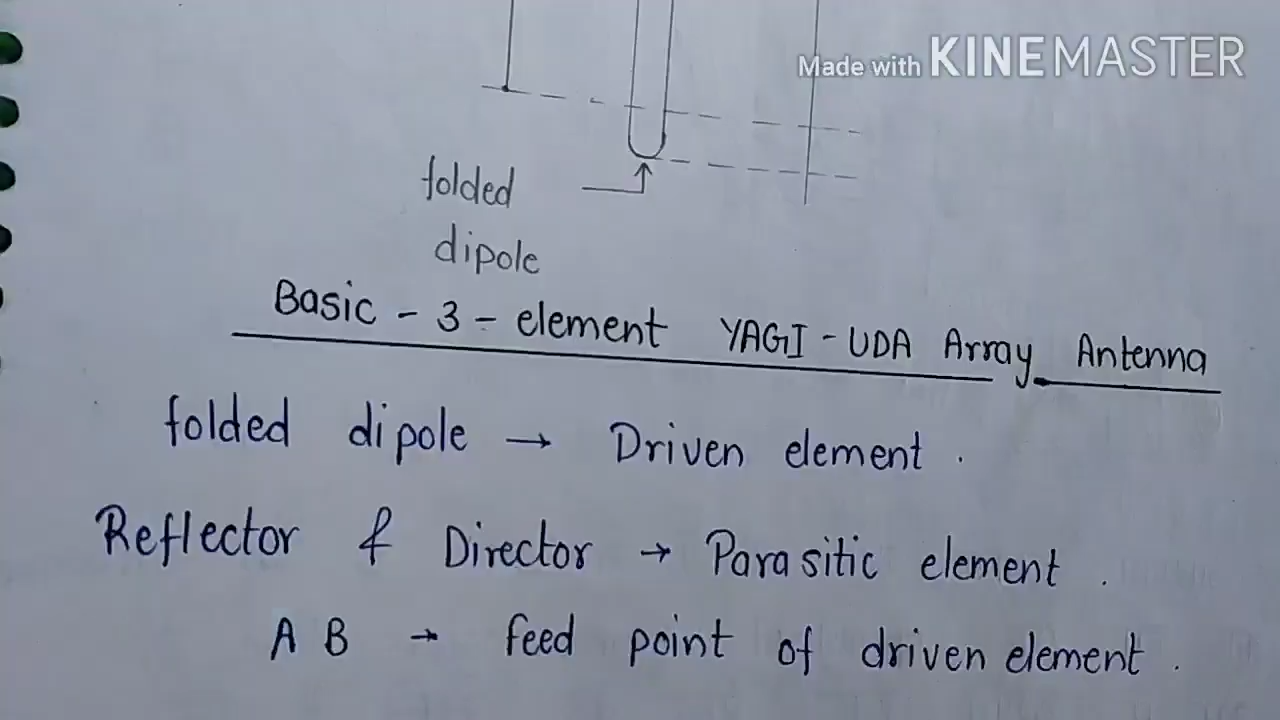 Made with KINEMASTER
folded
dipole
Basic - 3 - element YAGI - UDA Array Antenna
folded dipole → Driven element .
Reflector & Director → Parasitic element .
A B → feed point of driven element .